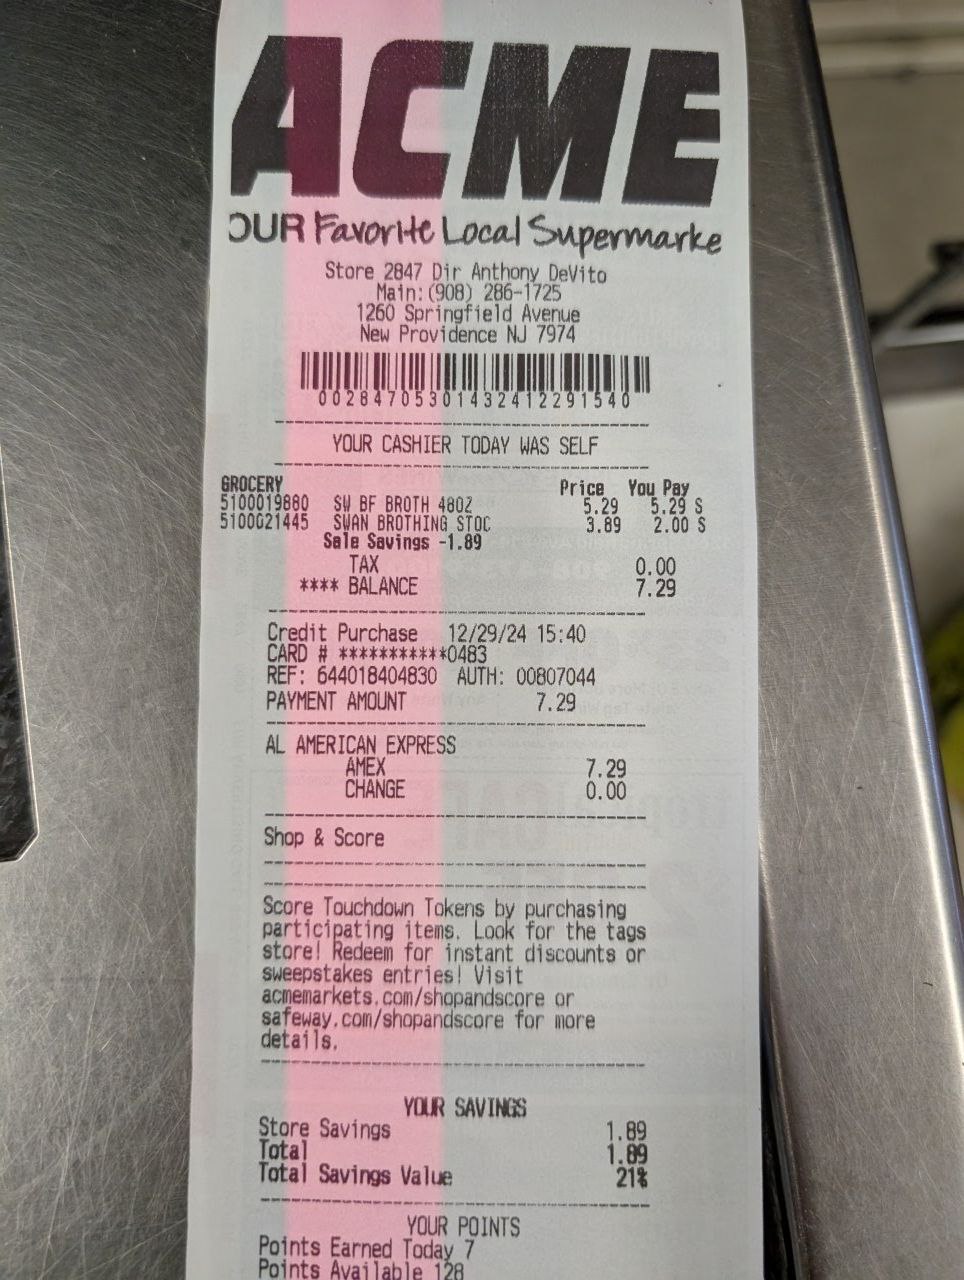 ACME
OUR Favorite Local Supermarke
Store 2847 Dir Anthony DeVito
Main: (908) 286-1725
1260 Springfield Avenue
New Providence NJ 7974
00284705301432412291540
YOUR CASHIER TODAY WAS SELF
GROCERY Price You Pay
5100019880 SW BF BROTH 48OZ 5.29 5.29 S
5100021445 SWAN BROTHING STOC 3.89 2.00 S
Sale Savings -1.89
TAX 0.00
**** BALANCE 7.29
Credit Purchase 12/29/24 15:40
CARD # ***********0483
REF: 644018404830 AUTH: 00807044
PAYMENT AMOUNT 7.29
AL AMERICAN EXPRESS
AMEX 7.29
CHANGE 0.00
Shop & Score
Score Touchdown Tokens by purchasing
participating items. Look for the tags
store! Redeem for instant discounts or
sweepstakes entries! Visit
acmemarkets.com/shopandscore or
safeway.com/shopandscore for more
details.
YOUR SAVINGS
Store Savings 1.89
Total 1.89
Total Savings Value 21%
YOUR POINTS
Points Earned Today 7
Points Available 128